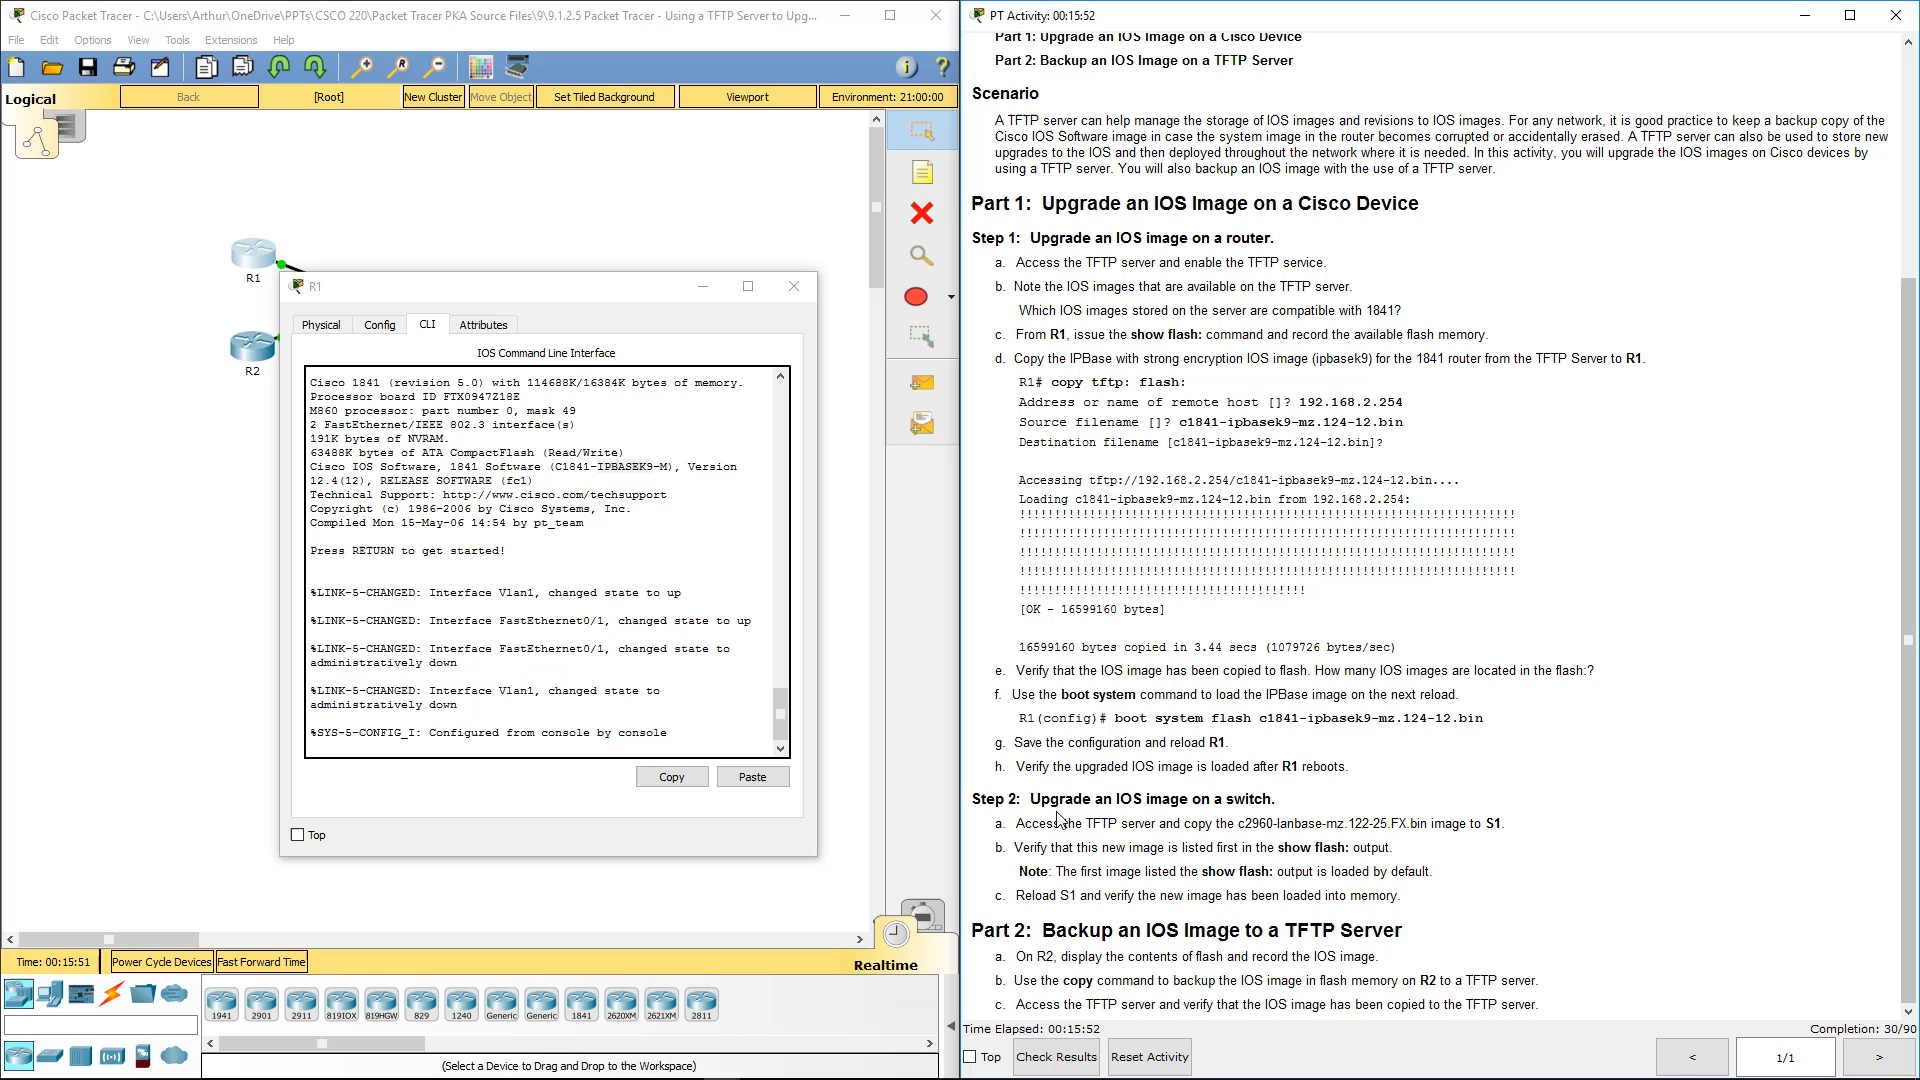 Cisco Packet Tracer - C:\Users\Arthur\OneDrive\PPTs\CSCO 220\Packet Tracer PKA Source Files\9\9.1.2.5 Packet Tracer - Using a TFTP Server to Upg...
File Edit Options View Tools Extensions Help
Logical
Back
[Root]
New Cluster
Move Object
Set Tiled Background
Viewport
Environment: 21:00:00
R1
R2
R1
Physical
Config
CLI
Attributes
IOS Command Line Interface
Cisco 1841 (revision 5.0) with 114688K/16384K bytes of memory.
Processor board ID FTX0947Z18E
M860 processor: part number 0, mask 49
2 FastEthernet/IEEE 802.3 interface(s)
191K bytes of NVRAM.
63488K bytes of ATA CompactFlash (Read/Write)
Cisco IOS Software, 1841 Software (C1841-IPBASEK9-M), Version
12.4(12), RELEASE SOFTWARE (fc1)
Technical Support: http://www.cisco.com/techsupport
Copyright (c) 1986-2006 by Cisco Systems, Inc.
Compiled Mon 15-May-06 14:54 by pt_team
Press RETURN to get started!
%LINK-5-CHANGED: Interface Vlan1, changed state to up
%LINK-5-CHANGED: Interface FastEthernet0/1, changed state to up
%LINK-5-CHANGED: Interface FastEthernet0/1, changed state to
administratively down
%LINK-5-CHANGED: Interface Vlan1, changed state to
administratively down
%SYS-5-CONFIG_I: Configured from console by console
Copy
Paste
Top
Time: 00:15:51
Power Cycle Devices
Fast Forward Time
Realtime
1941
2901
2911
819IOX
819HGW
829
1240
Generic
Generic
1841
2620XM
2621XM
2811
(Select a Device to Drag and Drop to the Workspace)
PT Activity: 00:15:52
Part 1: Upgrade an IOS Image on a Cisco Device
Part 2: Backup an IOS Image on a TFTP Server
Scenario
A TFTP server can help manage the storage of IOS images and revisions to IOS images. For any network, it is good practice to keep a backup copy of the
Cisco IOS Software image in case the system image in the router becomes corrupted or accidentally erased. A TFTP server can also be used to store new
upgrades to the IOS and then deployed throughout the network where it is needed. In this activity, you will upgrade the IOS images on Cisco devices by
using a TFTP server. You will also backup an IOS image with the use of a TFTP server.
Part 1: Upgrade an IOS Image on a Cisco Device
Step 1: Upgrade an IOS image on a router.
a. Access the TFTP server and enable the TFTP service.
b. Note the IOS images that are available on the TFTP server.
Which IOS images stored on the server are compatible with 1841?
c. From R1, issue the show flash: command and record the available flash memory.
d. Copy the IPBase with strong encryption IOS image (ipbasek9) for the 1841 router from the TFTP Server to R1.
R1# copy tftp: flash:
Address or name of remote host []? 192.168.2.254
Source filename []? c1841-ipbasek9-mz.124-12.bin
Destination filename [c1841-ipbasek9-mz.124-12.bin]?
Accessing tftp://192.168.2.254/c1841-ipbasek9-mz.124-12.bin....
Loading c1841-ipbasek9-mz.124-12.bin from 192.168.2.254:
!!!!!!!!!!!!!!!!!!!!!!!!!!!!!!!!!!!!!!!!!!!!!!!!!!!!!!!!!!!!!!!!!!!!!!!
!!!!!!!!!!!!!!!!!!!!!!!!!!!!!!!!!!!!!!!!!!!!!!!!!!!!!!!!!!!!!!!!!!!!!!!
!!!!!!!!!!!!!!!!!!!!!!!!!!!!!!!!!!!!!!!!!!!!!!!!!!!!!!!!!!!!!!!!!!!!!!!
!!!!!!!!!!!!!!!!!!!!!!!!!!!!!!!!!!!!!!!!!!!!!!!!!!!!!!!!!!!!!!!!!!!!!!!
!!!!!!!!!!!!!!!!!!!!!!!!!!!!!!!!!!!!!!!!!
[OK - 16599160 bytes]
16599160 bytes copied in 3.44 secs (1079726 bytes/sec)
e. Verify that the IOS image has been copied to flash. How many IOS images are located in the flash:?
f. Use the boot system command to load the IPBase image on the next reload.
R1(config)# boot system flash c1841-ipbasek9-mz.124-12.bin
g. Save the configuration and reload R1.
h. Verify the upgraded IOS image is loaded after R1 reboots.
Step 2: Upgrade an IOS image on a switch.
a. Access the TFTP server and copy the c2960-lanbase-mz.122-25.FX.bin image to S1.
b. Verify that this new image is listed first in the show flash: output.
Note: The first image listed the show flash: output is loaded by default.
c. Reload S1 and verify the new image has been loaded into memory.
Part 2: Backup an IOS Image to a TFTP Server
a. On R2, display the contents of flash and record the IOS image.
b. Use the copy command to backup the IOS image in flash memory on R2 to a TFTP server.
c. Access the TFTP server and verify that the IOS image has been copied to the TFTP server.
Time Elapsed: 00:15:52
Completion: 30/90
Top
Check Results
Reset Activity
<
1/1
>